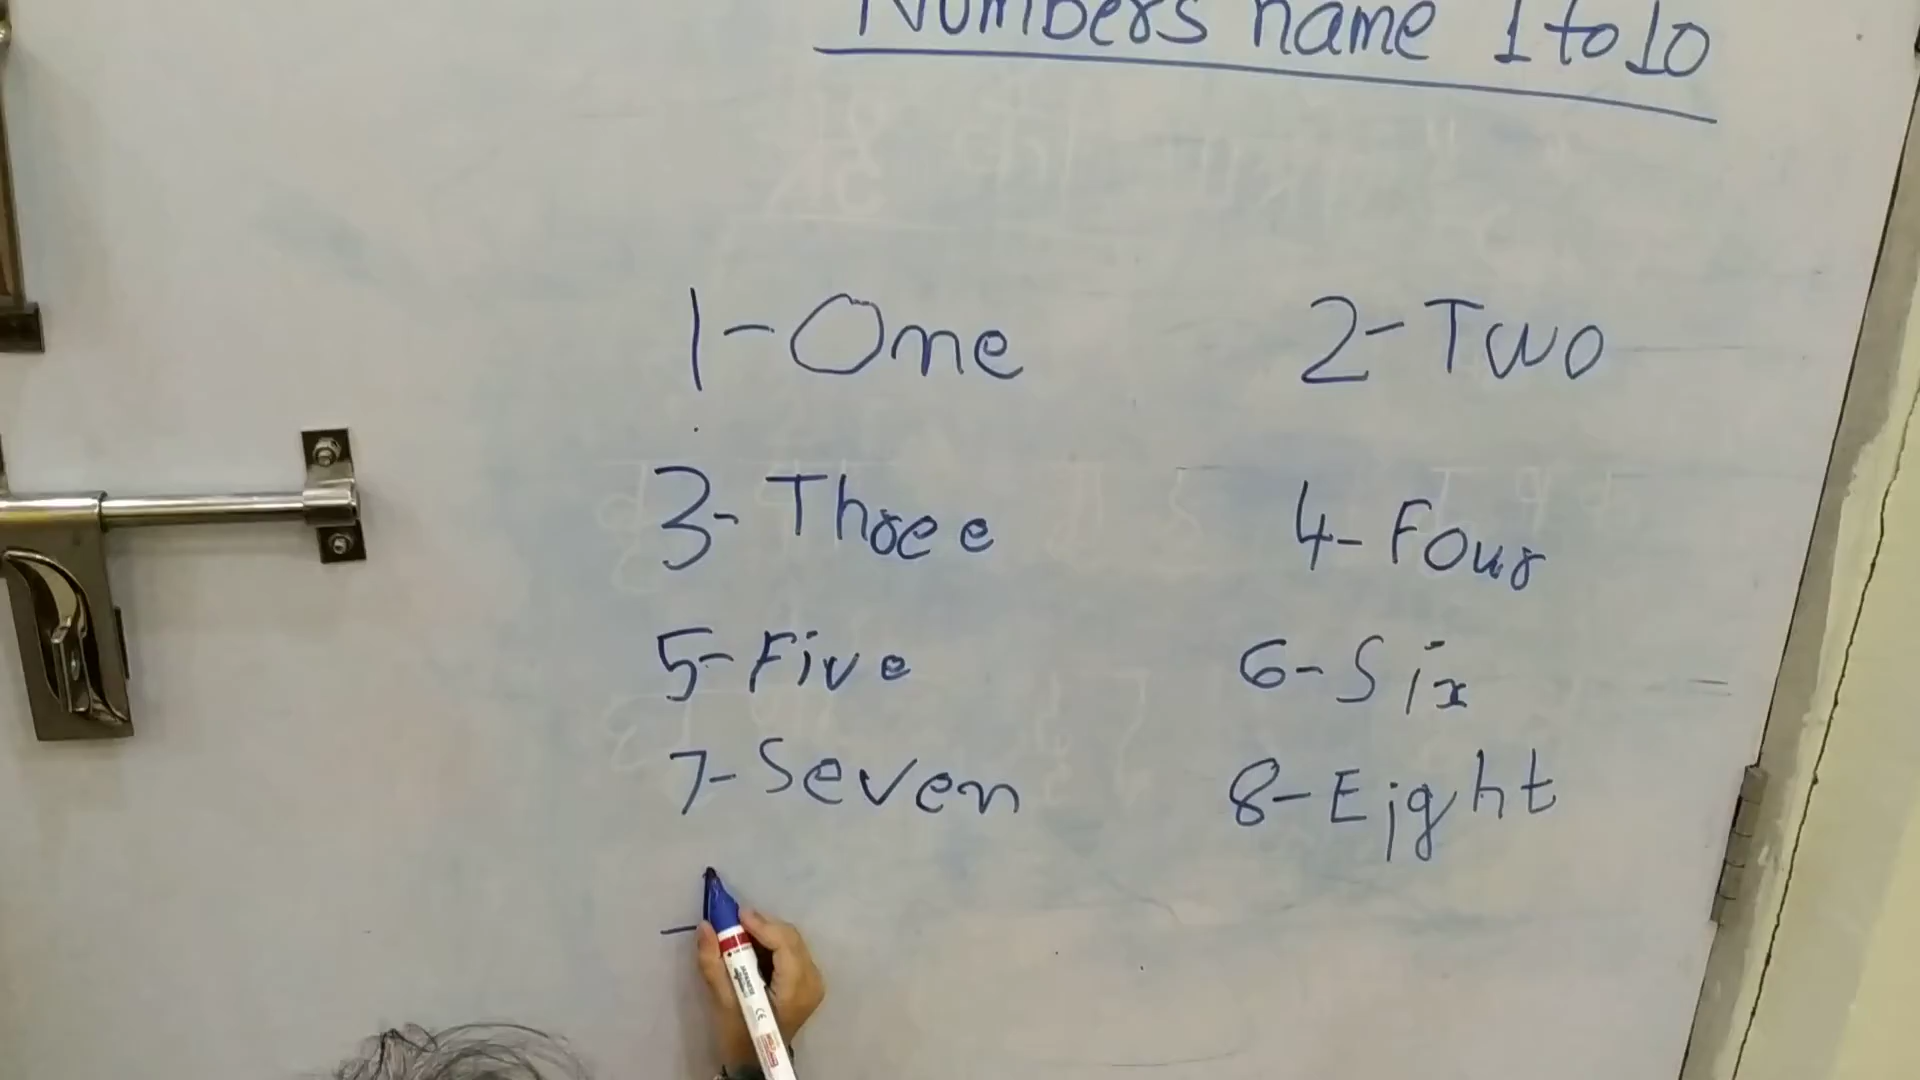 Numbers name 1 to 10
1-One 2-Two
3-Three 4-Four
5-Five 6-Six
7-Seven 8-Eight